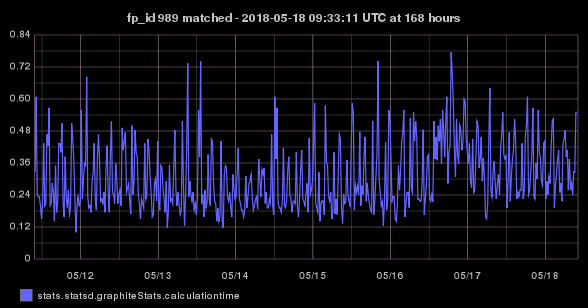 fp_id 989 matched - 2018-05-18 09:33:11 UTC at 168 hours
0.84
0.72
0.60
0.48
0.36
0.24
0.12
0
05/12 05/13 05/14 05/15 05/16 05/17 05/18
stats.statsd.graphiteStats.calculationtime